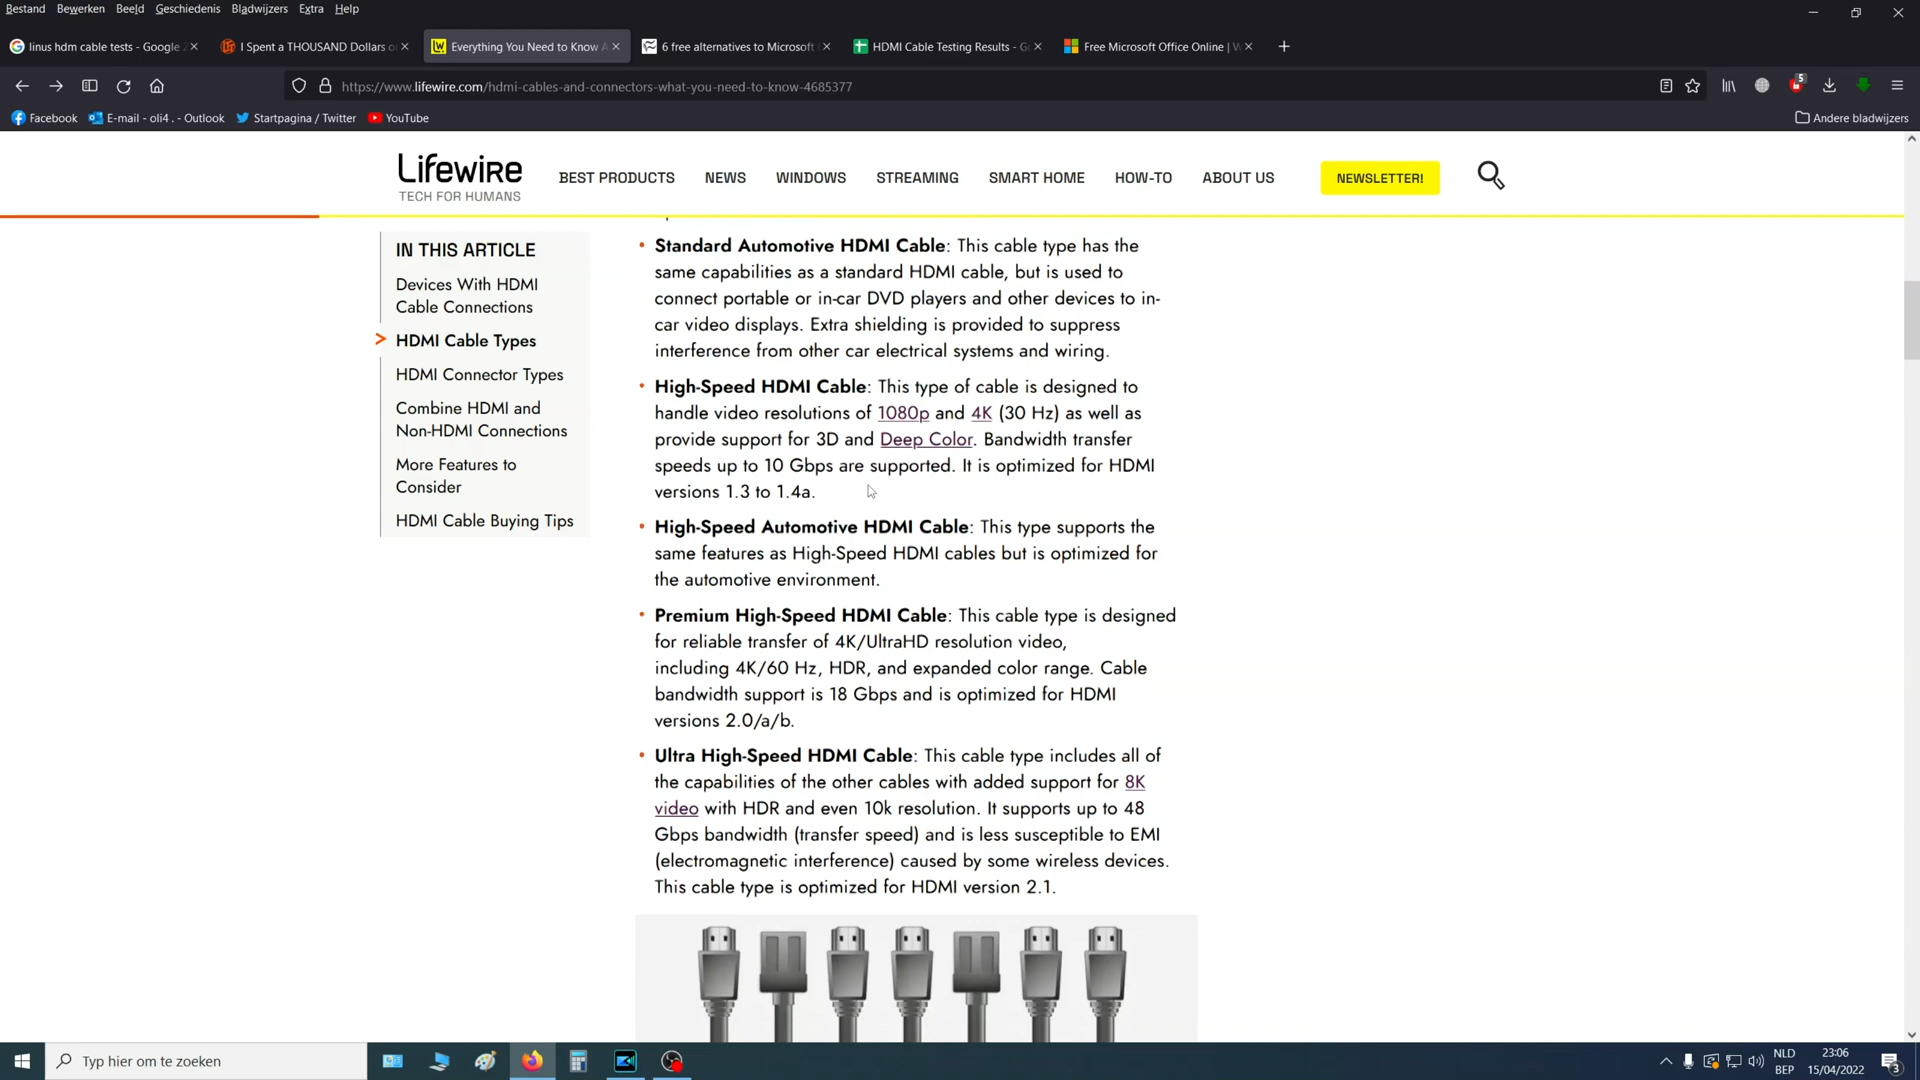 Bestand Bewerken Beeld Geschiedenis Bladwijzers Extra Help
linus hdm cable tests - Google
I Spent a THOUSAND Dollars o
Everything You Need to Know A
6 free alternatives to Microsoft
HDMI Cable Testing Results - G
Free Microsoft Office Online | W
https://www.lifewire.com/hdmi-cables-and-connectors-what-you-need-to-know-4685377
5
Facebook E-mail - oli4 . - Outlook Startpagina / Twitter YouTube Andere bladwijzers
Lifewire
TECH FOR HUMANS
BEST PRODUCTS NEWS WINDOWS STREAMING SMART HOME HOW-TO ABOUT US NEWSLETTER!
IN THIS ARTICLE
Devices With HDMI
Cable Connections
> HDMI Cable Types
HDMI Connector Types
Combine HDMI and
Non-HDMI Connections
More Features to
Consider
HDMI Cable Buying Tips
• Standard Automotive HDMI Cable: This cable type has the
same capabilities as a standard HDMI cable, but is used to
connect portable or in-car DVD players and other devices to in-
car video displays. Extra shielding is provided to suppress
interference from other car electrical systems and wiring.
• High-Speed HDMI Cable: This type of cable is designed to
handle video resolutions of 1080p and 4K (30 Hz) as well as
provide support for 3D and Deep Color. Bandwidth transfer
speeds up to 10 Gbps are supported. It is optimized for HDMI
versions 1.3 to 1.4a.
• High-Speed Automotive HDMI Cable: This type supports the
same features as High-Speed HDMI cables but is optimized for
the automotive environment.
• Premium High-Speed HDMI Cable: This cable type is designed
for reliable transfer of 4K/UltraHD resolution video,
including 4K/60 Hz, HDR, and expanded color range. Cable
bandwidth support is 18 Gbps and is optimized for HDMI
versions 2.0/a/b.
• Ultra High-Speed HDMI Cable: This cable type includes all of
the capabilities of the other cables with added support for 8K
video with HDR and even 10k resolution. It supports up to 48
Gbps bandwidth (transfer speed) and is less susceptible to EMI
(electromagnetic interference) caused by some wireless devices.
This cable type is optimized for HDMI version 2.1.
Typ hier om te zoeken
NLD
BEP
23:06
15/04/2022
3